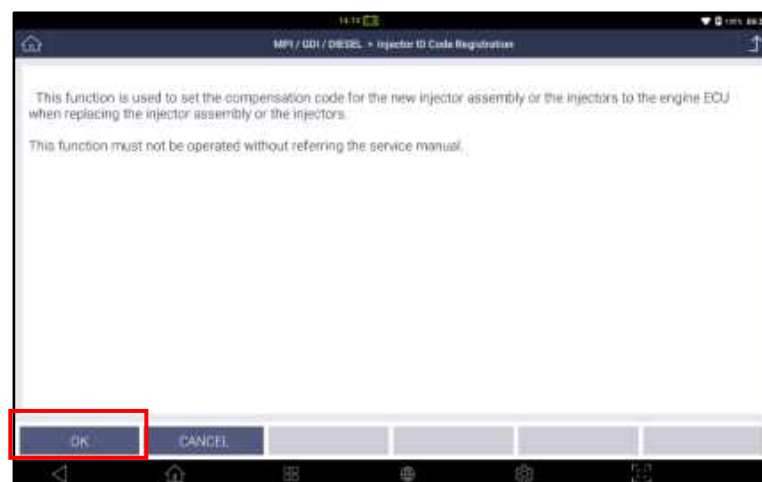 14:14
MPI / GDI / DIESEL > Injector ID Code Registration
This function is used to set the compensation code for the new injector assembly or the injectors to the engine ECU
when replacing the injector assembly or the injectors.
This function must not be operated without referring the service manual.
OK
CANCEL